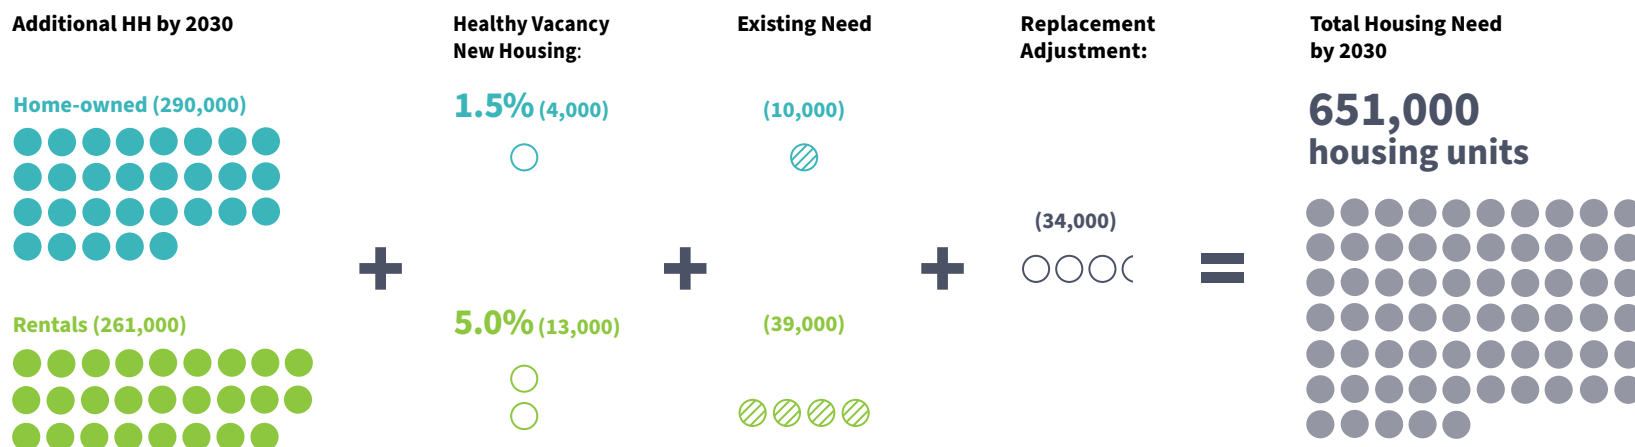 Additional HH by 2030
Healthy Vacancy
New Housing:
Existing Need
Replacement
Adjustment:
Total Housing Need
by 2030
Home-owned (290,000)
1.5% (4,000)
(10,000)
651,000
housing units
(34,000)
+
+
+
=
Rentals (261,000)
5.0% (13,000)
(39,000)